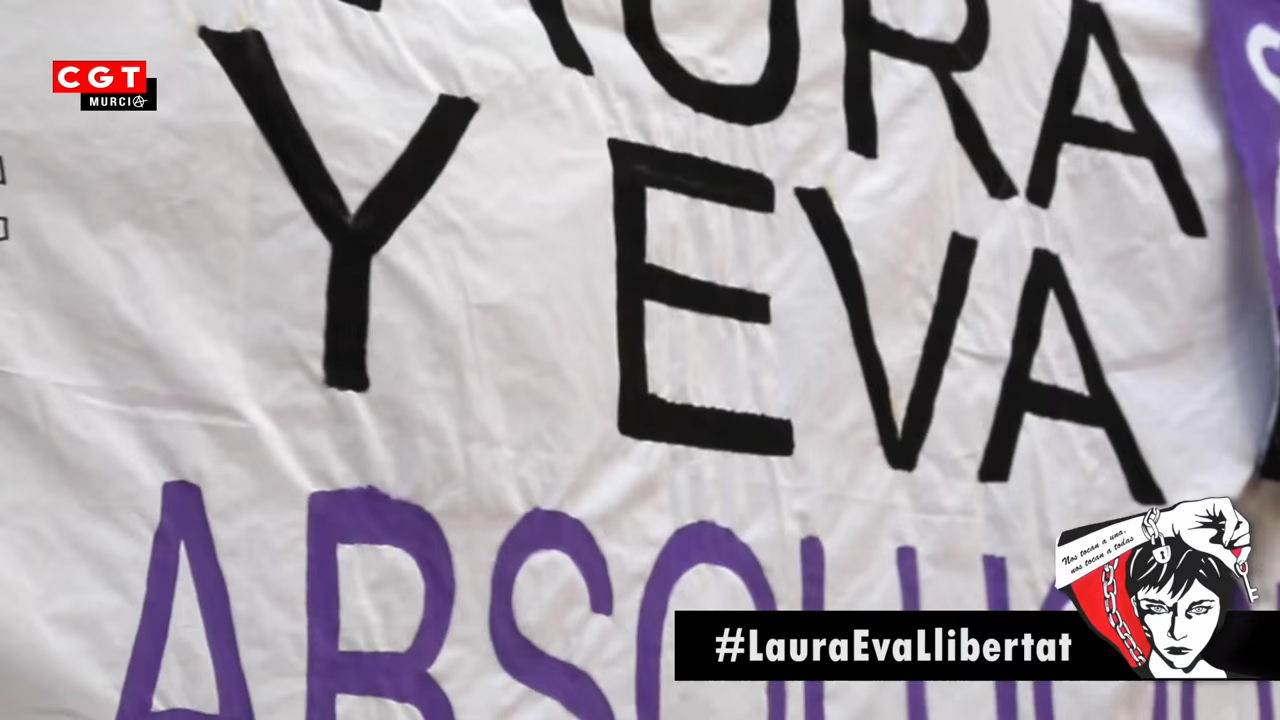 CGT
MURCIA
Y EVA
#LauraEvaLlibertat
Nos tocan a una,
nos tocan a todas